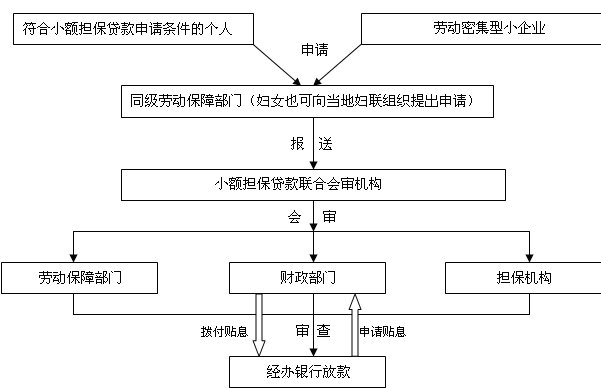 符合小额担保贷款申请条件的个人
劳动密集型小企业
申请
同级劳动保障部门（妇女也可向当地妇联组织提出申请）
报 送
小额担保贷款联合会审机构
会 审
劳动保障部门
财政部门
担保机构
拨付贴息
审 查
申请贴息
经办银行放款